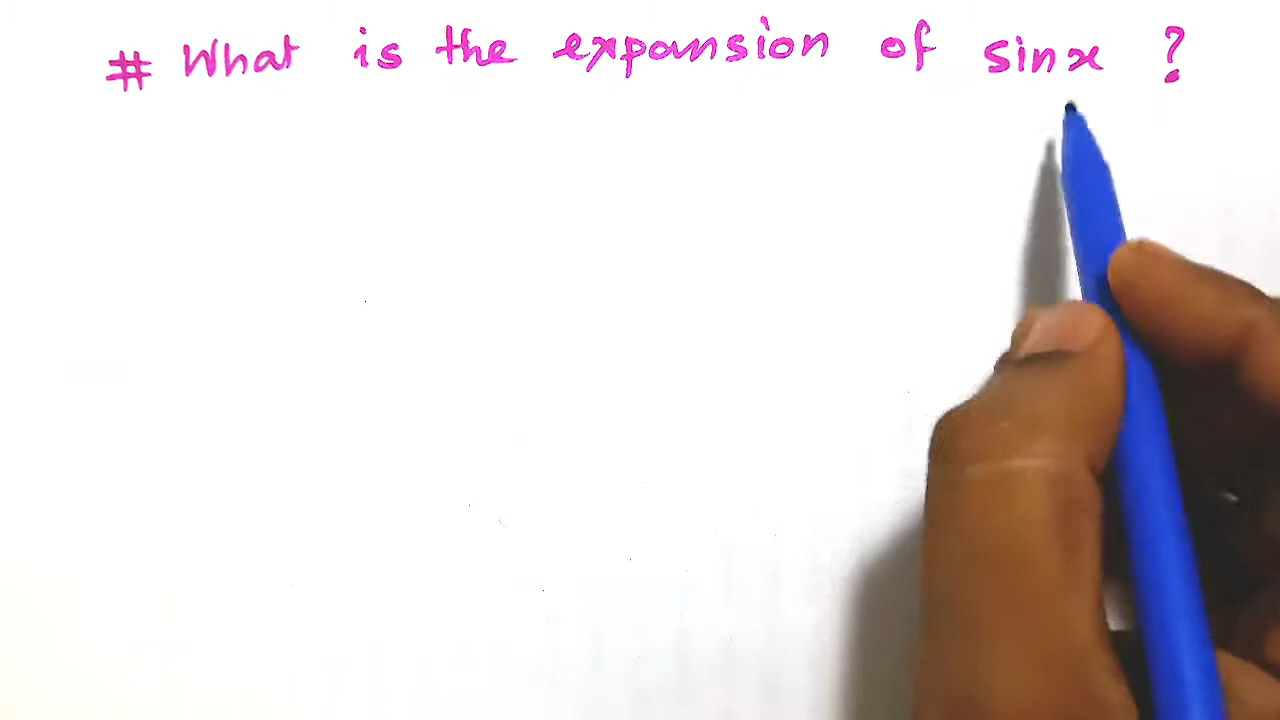 # What is the expansion of sinx ?